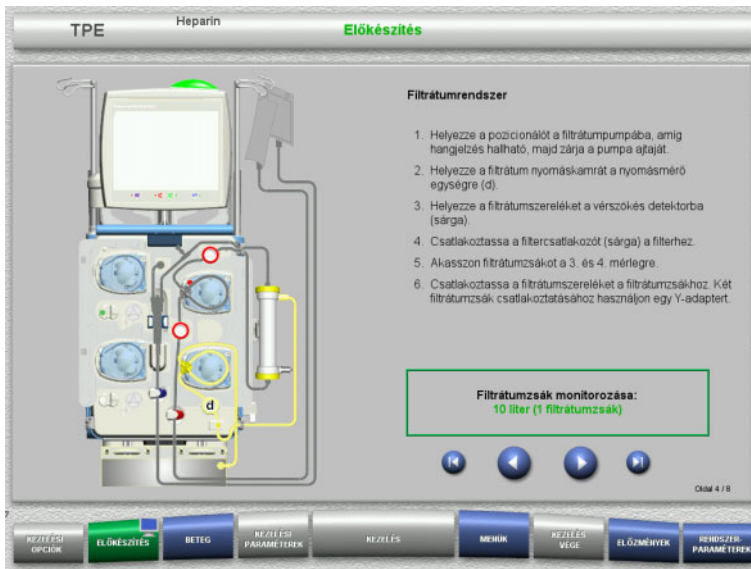 TPE
Heparin
Előkészítés
Filtrátumrendszer
1. Helyezze a pozicionálót a filtrátumpumpába, amíg
hangjelzés hallható, majd zárja a pumpa ajtaját.
2. Helyezze a filtrátum nyomáskamrát a nyomásmérő
egységre (d).
3. Helyezze a filtrátumszereléket a vérszökés detektorba
(sárga).
4. Csatlakoztassa a filtercsatlakozót (sárga) a filterhez.
5. Akasszon filtrátumzsákot a 3. és 4. mérlegre.
6. Csatlakoztassa a filtrátumszereléket a filtrátumzsákhoz. Két
filtrátumzsák csatlakoztatásához használjon egy Y-adaptert.
d
Filtrátumzsák monitorozása:
10 liter (1 filtrátumzsák)
Oldal 4 / 8
KEZELÉSI
OPCIÓK
ELŐKÉSZÍTÉS
BETEG
KEZELÉSI
PARAMÉTEREK
KEZELÉS
MENÜK
KEZELÉS
VÉGE
ELŐZMÉNYEK
RENDSZER-
PARAMÉTEREK